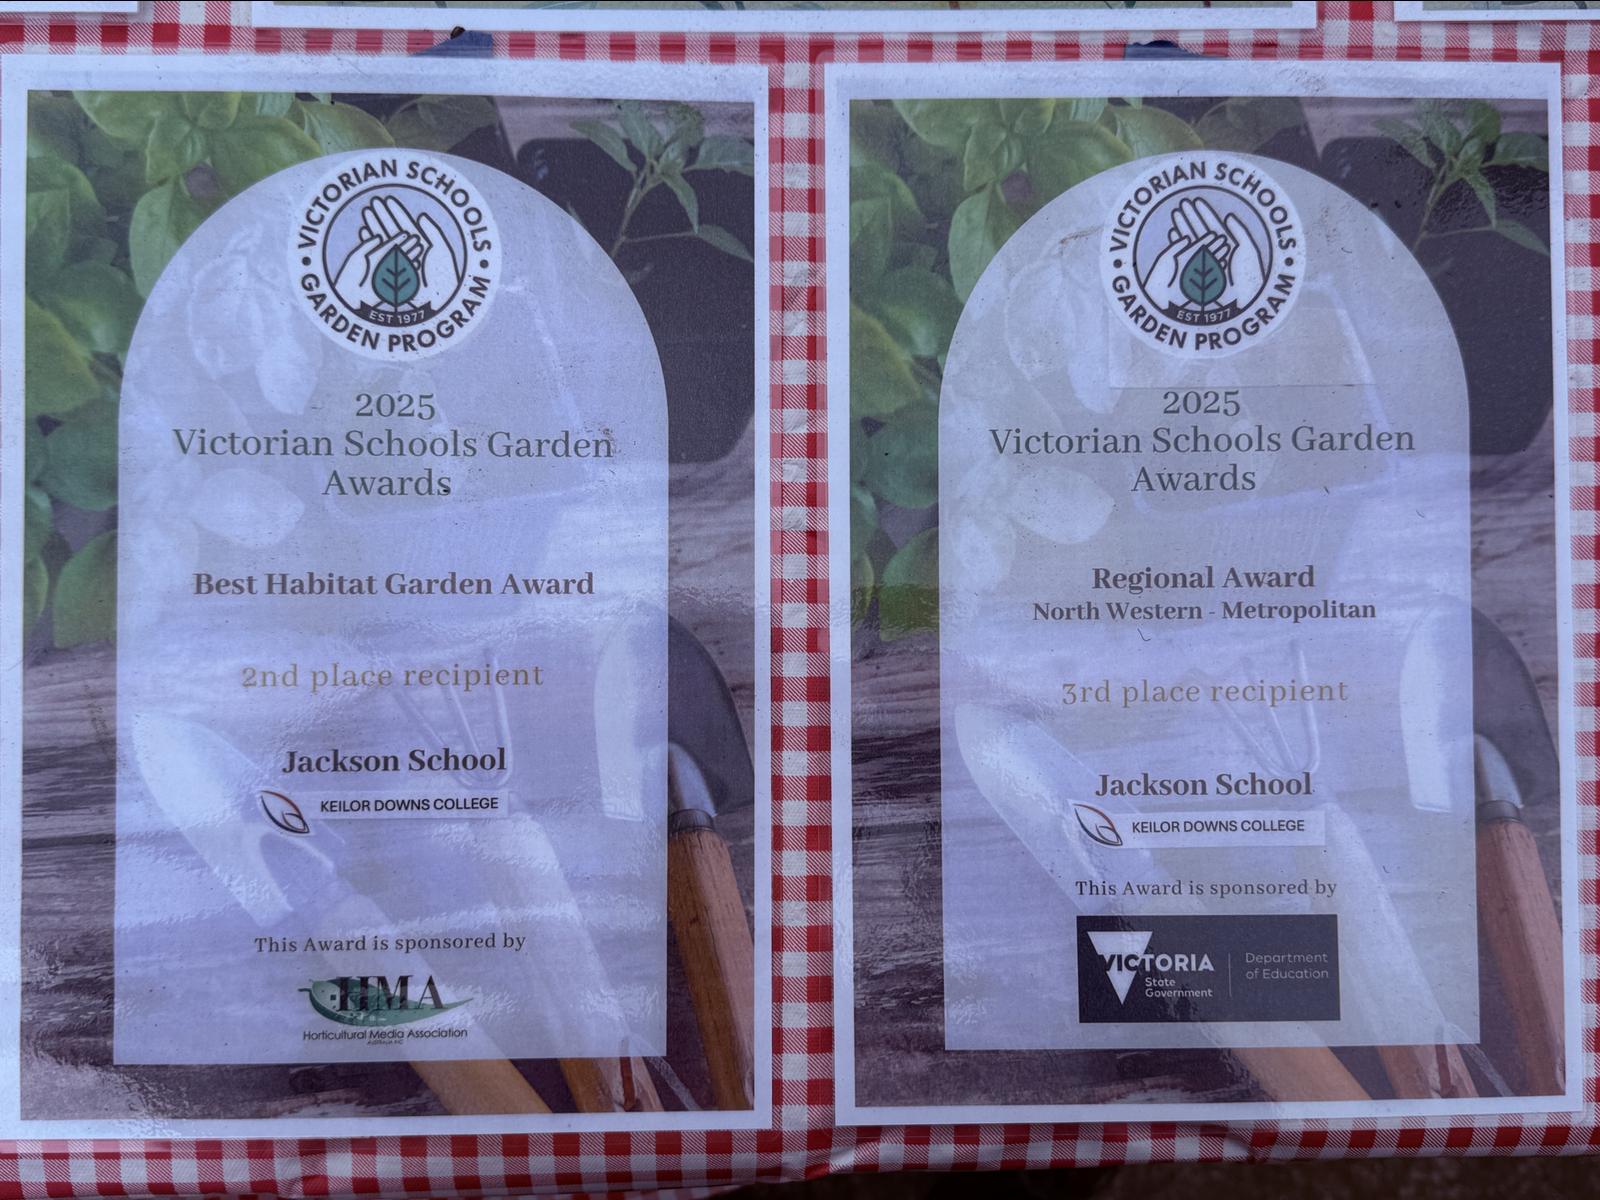 VICTORIAN SCHOOLS
GARDEN PROGRAM
EST 1977
2025
Victorian Schools Garden
Awards
Best Habitat Garden Award
2nd place recipient
Jackson School
KEILOR DOWNS COLLEGE
This Award is sponsored by
HMA
Horticultural Media Association
VICTORIAN SCHOOLS
GARDEN PROGRAM
EST 1977
2025
Victorian Schools Garden
Awards
Regional Award
North Western - Metropolitan
3rd place recipient
Jackson School
KEILOR DOWNS COLLEGE
This Award is sponsored by
VICTORIA
State
Government
Department
of Education